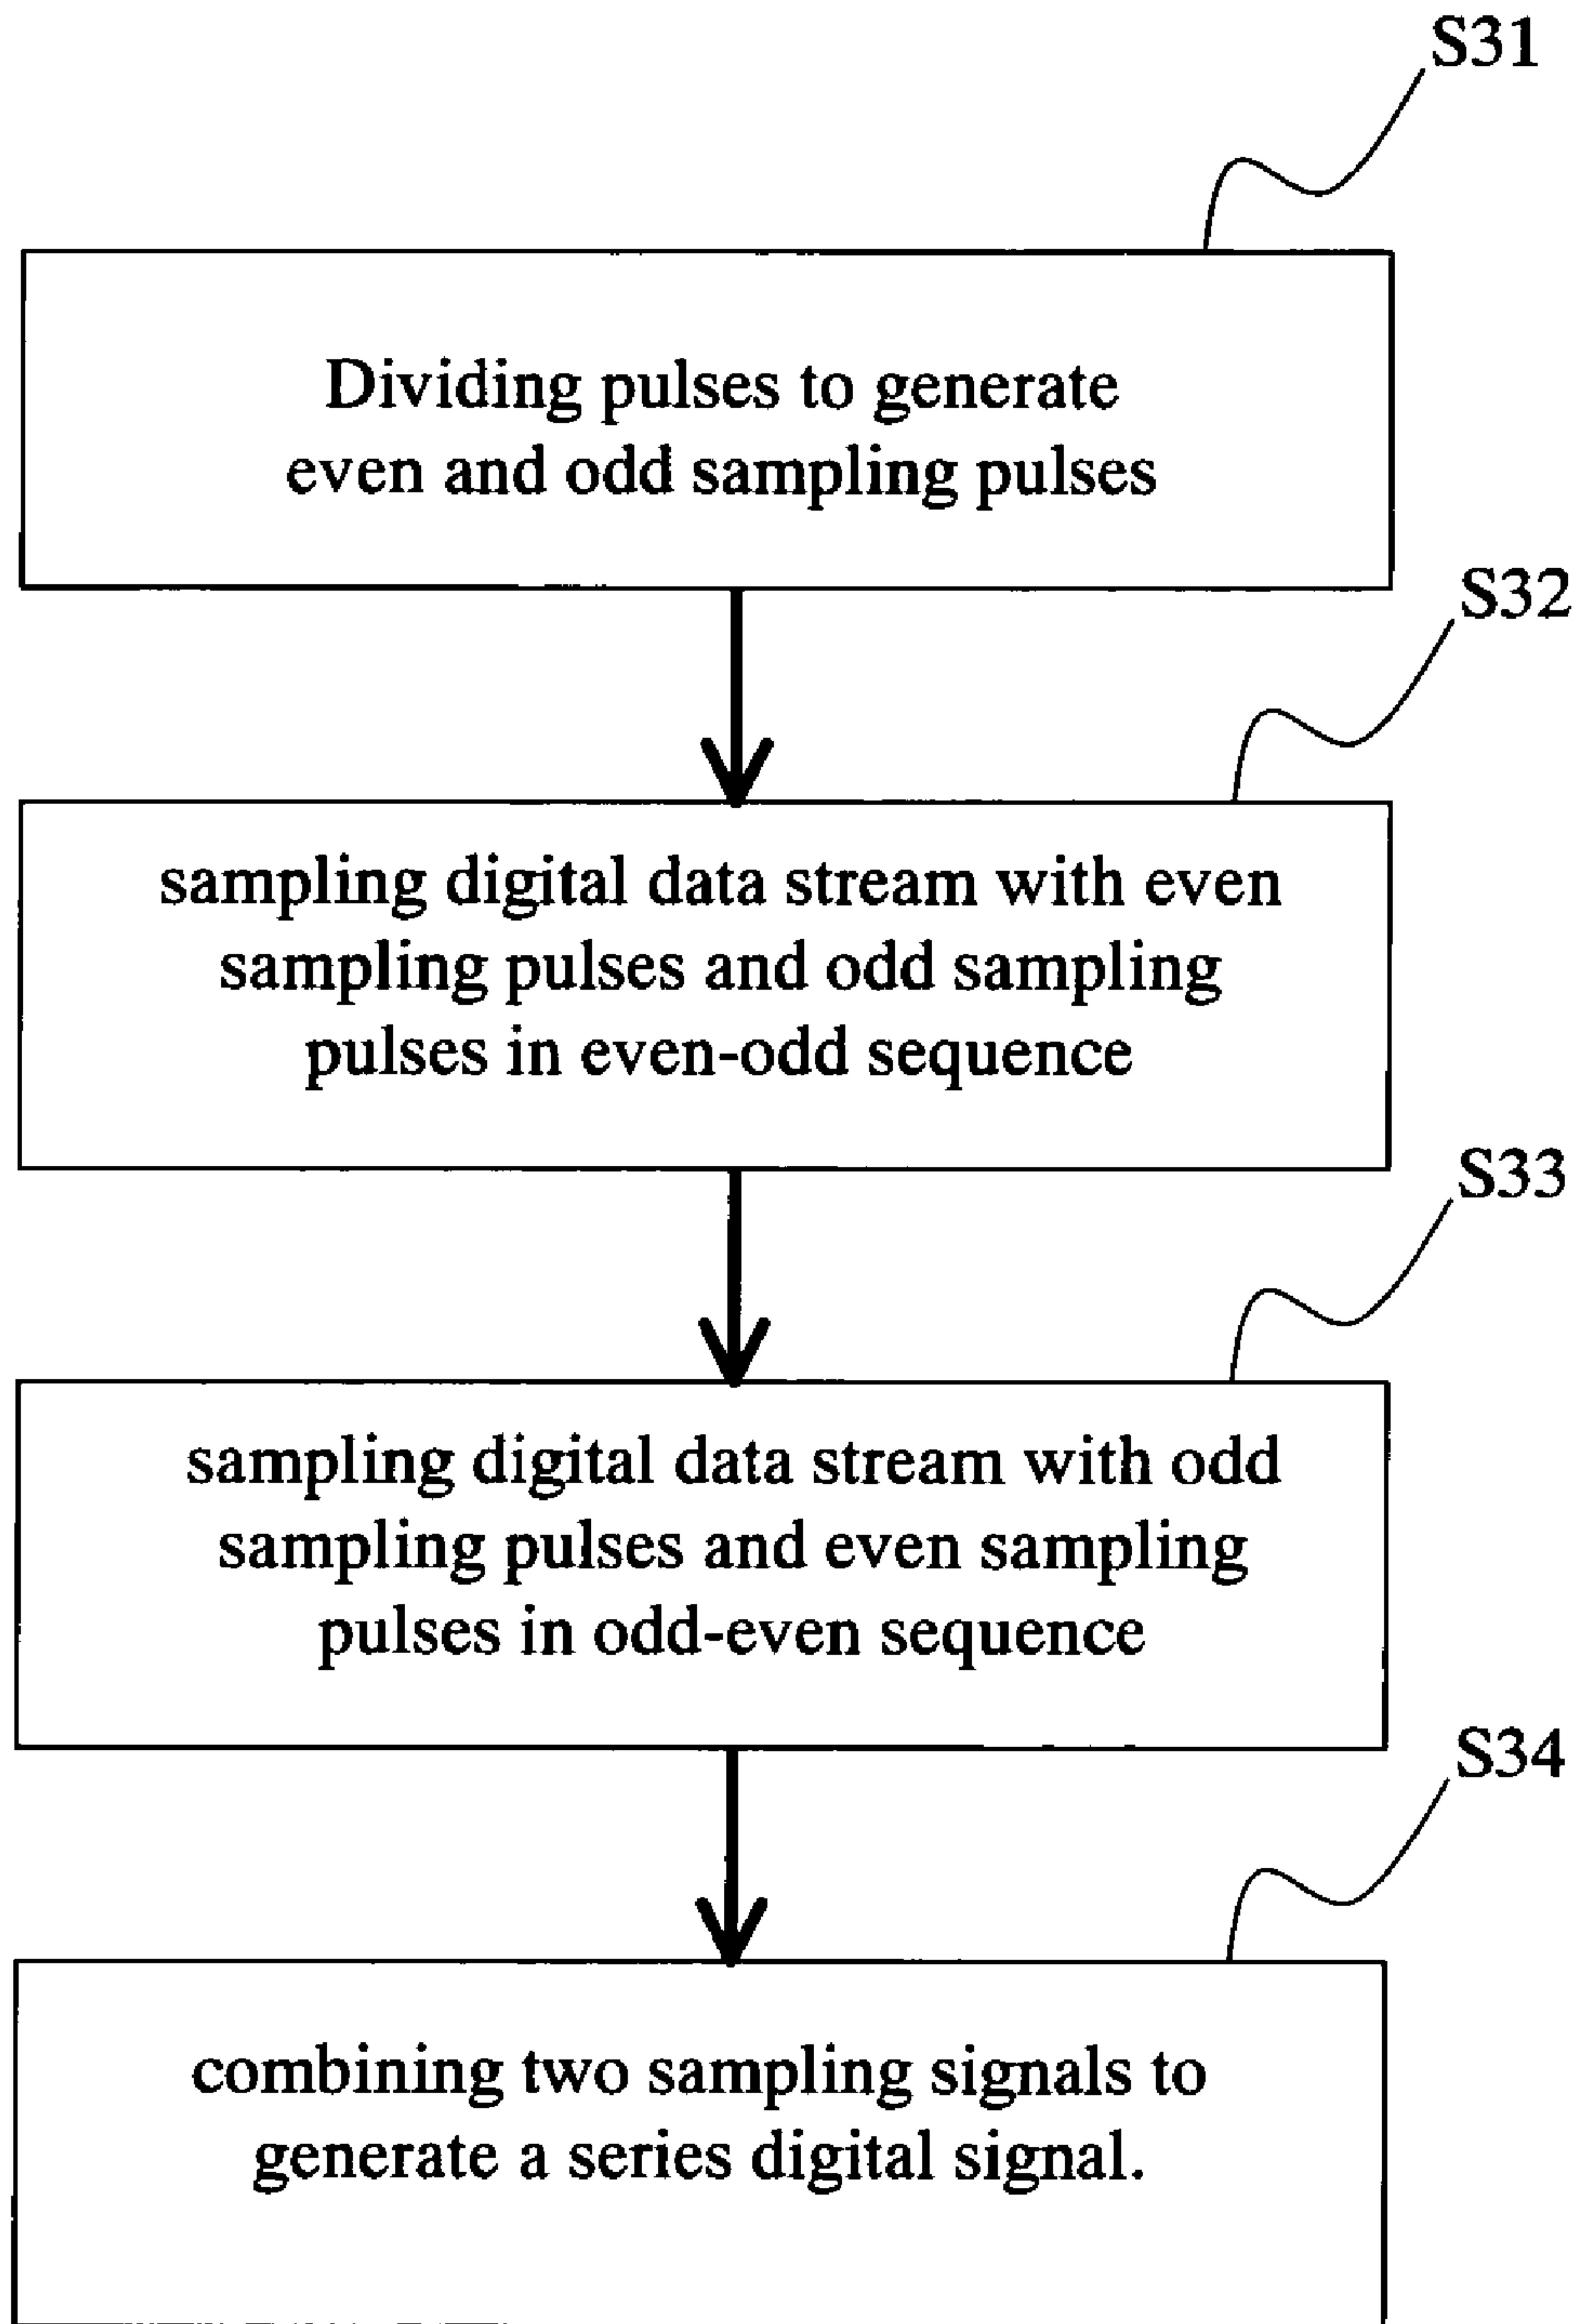 S31
Dividing pulses to generate
even and odd sampling pulses
S32
sampling digital data stream with even
sampling pulses and odd sampling
pulses in even-odd sequence
S33
sampling digital data stream with odd
sampling pulses and even sampling
pulses in odd-even sequence
S34
combining two sampling signals to
generate a series digital signal.